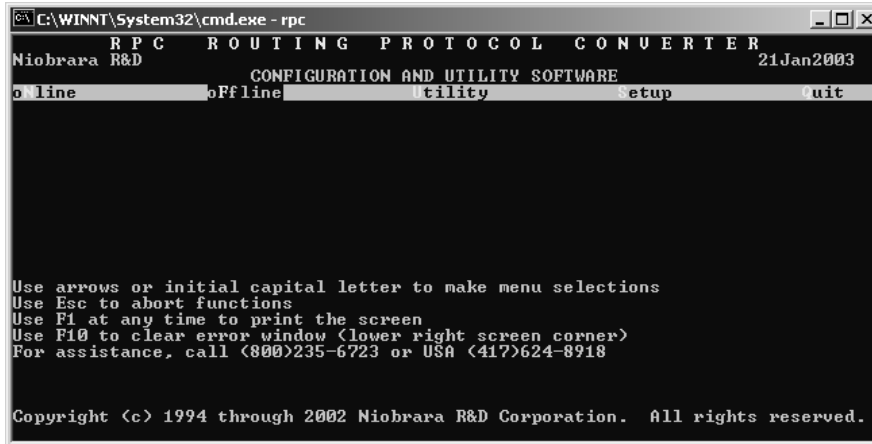 C:\WINNT\System32\cmd.exe - rpc
R P C   R O U T I N G   P R O T O C O L   C O N V E R T E R
Niobrara R&D   21Jan2003
CONFIGURATION AND UTILITY SOFTWARE
oNline   oFfline   Utility   Setup   Quit
Use arrows or initial capital letter to make menu selections
Use Esc to abort functions
Use F1 at any time to print the screen
Use F10 to clear error window (lower right screen corner)
For assistance, call (800)235-6723 or USA (417)624-8918
Copyright (c) 1994 through 2002 Niobrara R&D Corporation.  All rights reserved.